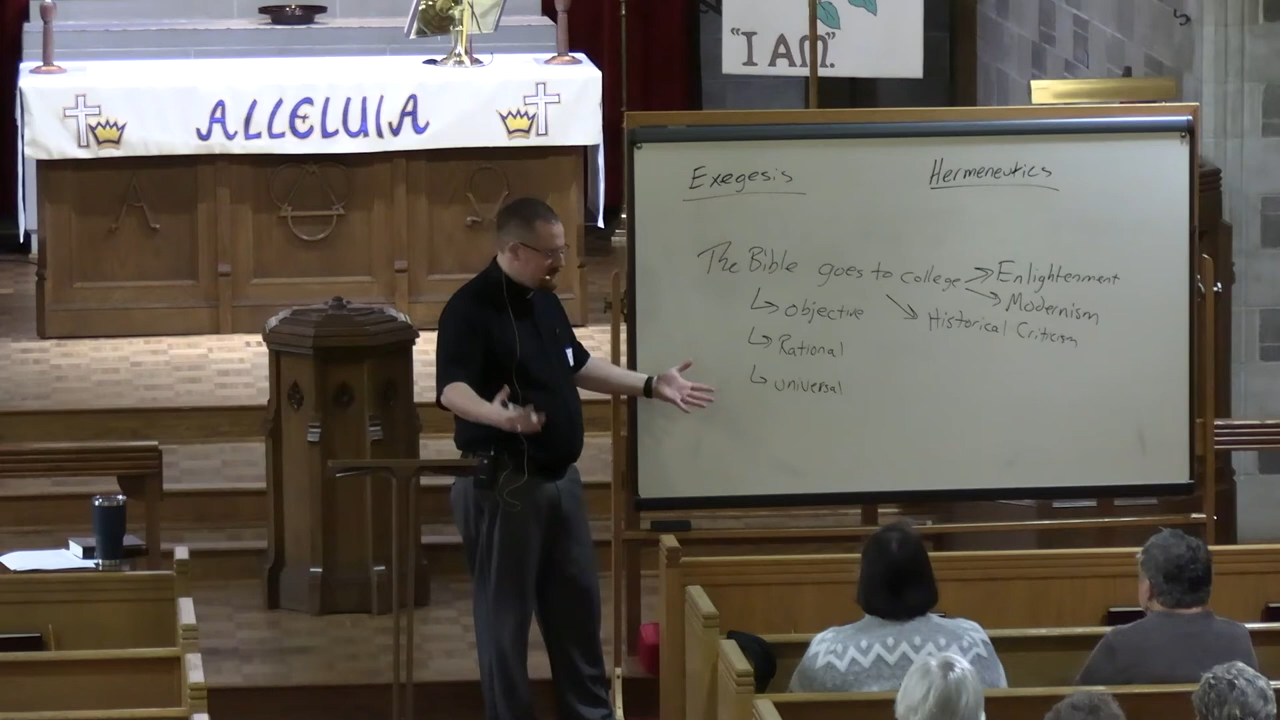 "I AM".
ALLELUIA
Exegesis
Hermeneutics
The Bible goes to college → Enlightenment
→ Modernism
→ Historical Criticism
↳ objective
↳ Rational
↳ universal